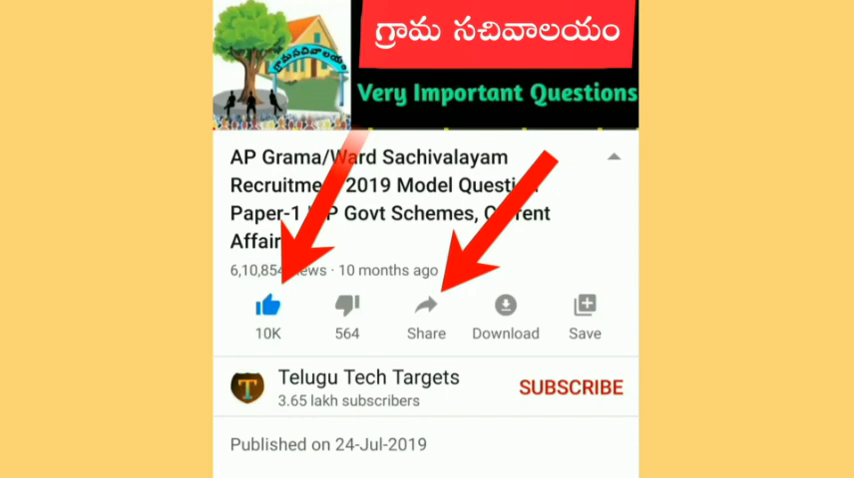 గ్రామ సచివాలయం
గ్రామసచివాలయం
Very Important Questions
AP Grama/Ward Sachivalayam
Recruitment 2019 Model Question
Paper-1 AP Govt Schemes, Current
Affairs
6,10,854 views · 10 months ago
10K 564 Share Download Save
T
Telugu Tech Targets
3.65 lakh subscribers
SUBSCRIBE
Published on 24-Jul-2019